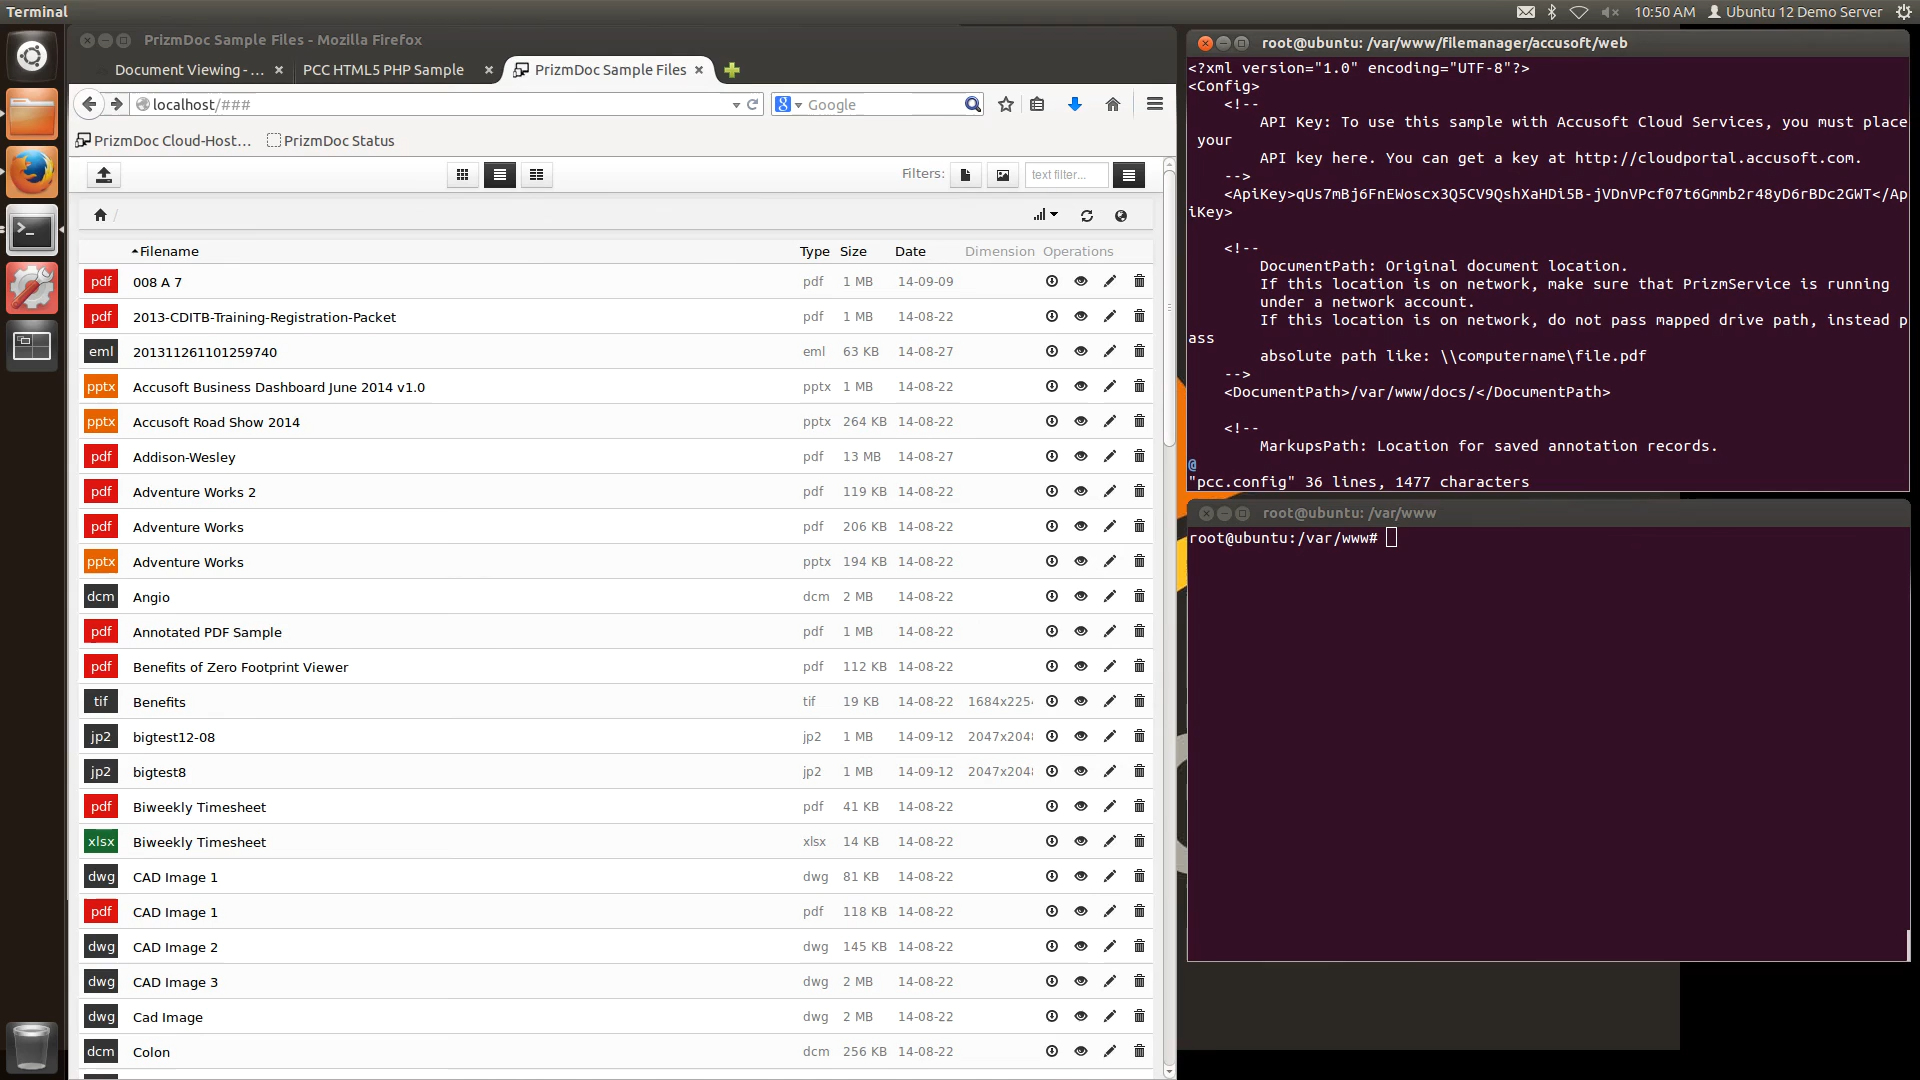 Terminal
10:50 AM Ubuntu 12 Demo Server
PrizmDoc Sample Files - Mozilla Firefox
Document Viewing - ...
PCC HTML5 PHP Sample
PrizmDoc Sample Files
localhost/###
Google
PrizmDoc Cloud-Host...
PrizmDoc Status
Filters:
text filter...
/
Filename Type Size Date Dimension Operations
pdf 008 A 7 pdf 1 MB 14-09-09
pdf 2013-CDITB-Training-Registration-Packet pdf 1 MB 14-08-22
eml 201311261101259740 eml 63 KB 14-08-27
pptx Accusoft Business Dashboard June 2014 v1.0 pptx 1 MB 14-08-22
pptx Accusoft Road Show 2014 pptx 264 KB 14-08-22
pdf Addison-Wesley pdf 13 MB 14-08-27
pdf Adventure Works 2 pdf 119 KB 14-08-22
pdf Adventure Works pdf 206 KB 14-08-22
pptx Adventure Works pptx 194 KB 14-08-22
dcm Angio dcm 2 MB 14-08-22
pdf Annotated PDF Sample pdf 1 MB 14-08-22
pdf Benefits of Zero Footprint Viewer pdf 112 KB 14-08-22
tif Benefits tif 19 KB 14-08-22 1684x2254
jp2 bigtest12-08 jp2 1 MB 14-09-12 2047x2048
jp2 bigtest8 jp2 1 MB 14-09-12 2047x2048
pdf Biweekly Timesheet pdf 41 KB 14-08-22
xlsx Biweekly Timesheet xlsx 14 KB 14-08-22
dwg CAD Image 1 dwg 81 KB 14-08-22
pdf CAD Image 1 pdf 118 KB 14-08-22
dwg CAD Image 2 dwg 145 KB 14-08-22
dwg CAD Image 3 dwg 2 MB 14-08-22
dwg Cad Image dwg 2 MB 14-08-22
dcm Colon dcm 256 KB 14-08-22
root@ubuntu: /var/www/filemanager/accusoft/web
<?xml version="1.0" encoding="UTF-8"?>
<Config>
<!--
API Key: To use this sample with Accusoft Cloud Services, you must place
your
API key here. You can get a key at http://cloudportal.accusoft.com.
-->
<ApiKey>qUs7mBj6FnEWoscx3Q5CV9QshXaHDi5B-jVDnVPcf07t6Gmmb2r48yD6rBDc2GWT</Ap
iKey>
<!--
DocumentPath: Original document location.
If this location is on network, make sure that PrizmService is running
under a network account.
If this location is on network, do not pass mapped drive path, instead p
ass
absolute path like: \\computername\file.pdf
-->
<DocumentPath>/var/www/docs/</DocumentPath>
<!--
MarkupsPath: Location for saved annotation records.
@
"pcc.config" 36 lines, 1477 characters
root@ubuntu: /var/www
root@ubuntu:/var/www#